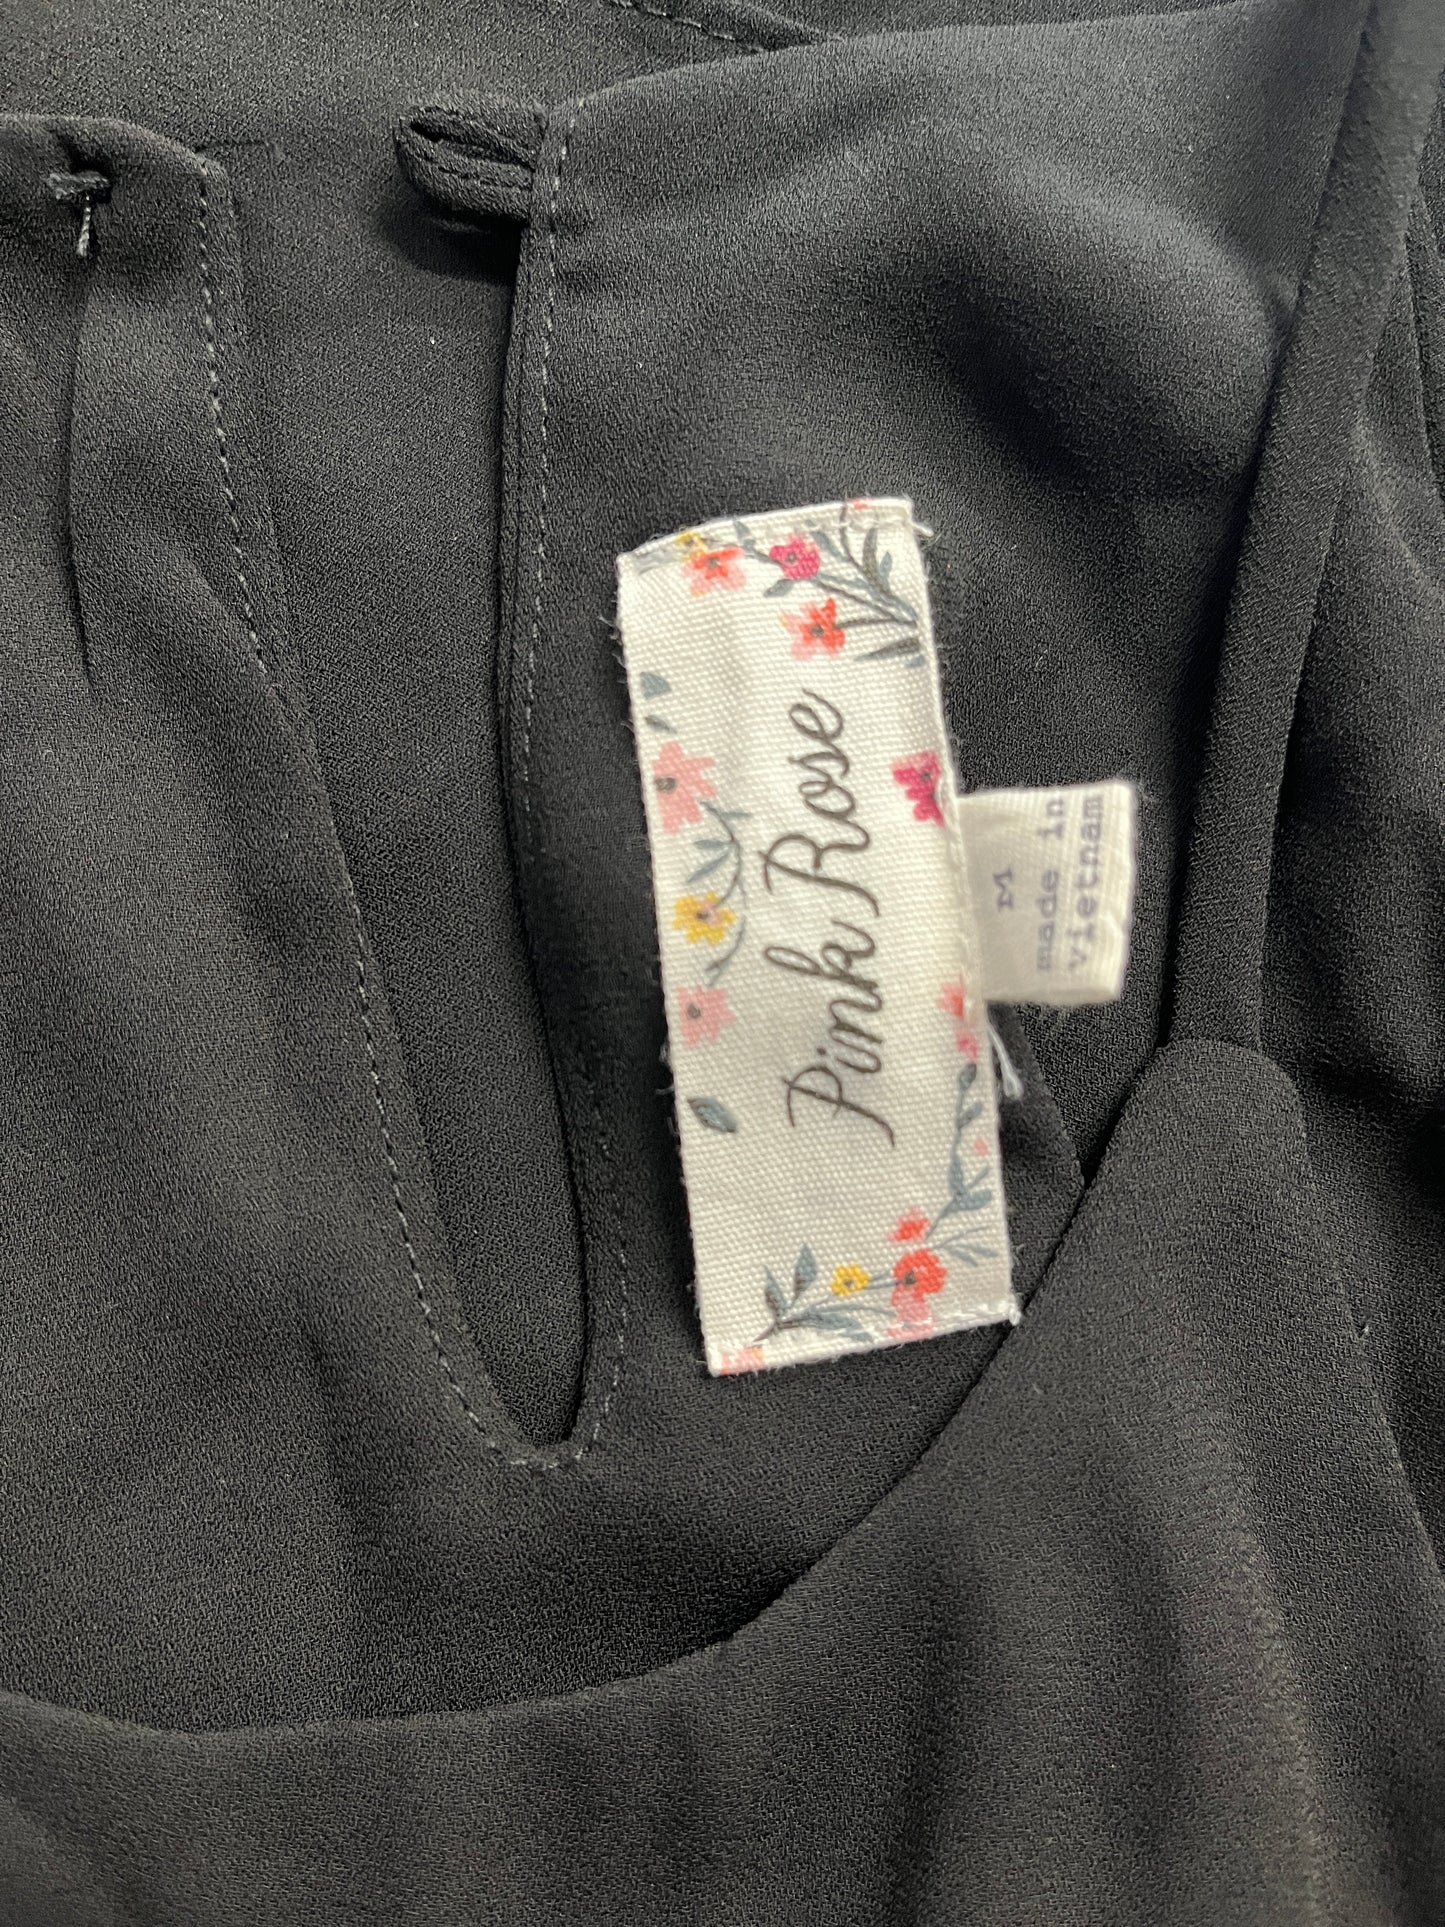 Pink Rose
M
made in
vietnam